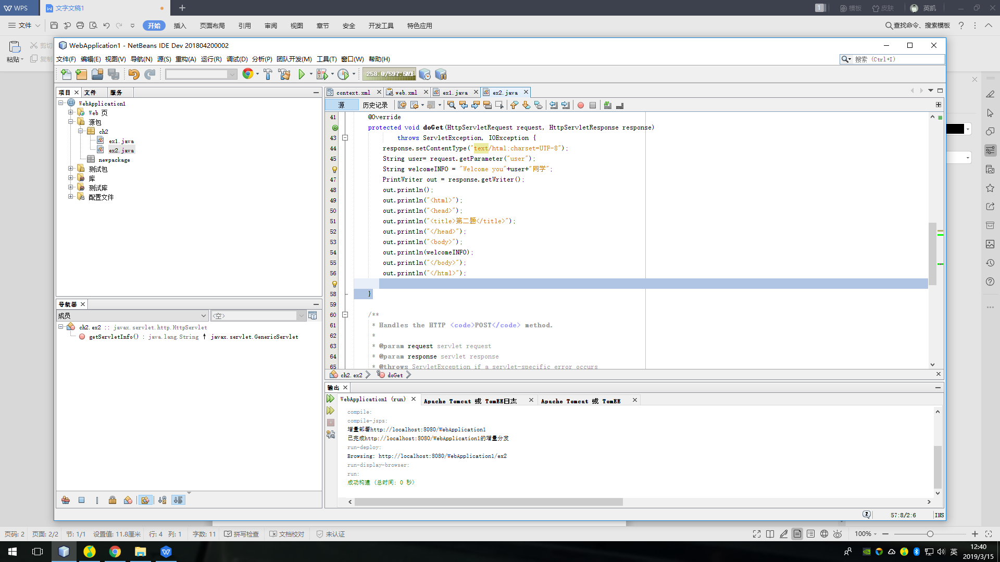 WPS 文字文稿1 1 模板 皮肤 英凯
文件 开始 插入 页面布局 引用 审阅 视图 章节 安全 开发工具 特色应用 查找命令、搜索模板
粘贴 剪切 复制
WebApplication1 - NetBeans IDE Dev 201804200002
文件(F) 编辑(E) 视图(V) 导航(N) 源(S) 重构(A) 运行(R) 调试(D) 分析(P) 团队开发(M) 工具(T) 窗口(W) 帮助(H) 搜索 (Ctrl+I)
258.0/597.5MB
项目 文件 服务
WebApplication1
Web 页
源包
ch2
ex1.java
ex2.java
newpackage
测试包
库
测试库
配置文件
导航器
成员 <空>
ch2.ex2 :: javax.servlet.http.HttpServlet
getServletInfo() : java.lang.String ↑ javax.servlet.GenericServlet
context.xml web.xml ex1.java ex2.java
源 历史记录
41 @Override
protected void doGet(HttpServletRequest request, HttpServletResponse response)
43 throws ServletException, IOException {
44 response.setContentType("text/html;charset=UTF-8");
45 String user= request.getParameter("user");
String welcomeINFO = "Welcome you"+user+"同学";
47 PrintWriter out = response.getWriter();
48 out.println();
49 out.println("<html>");
50 out.println("<head>");
51 out.println("<title>第二题</title>");
52 out.println("</head>");
53 out.println("<body>");
54 out.println(welcomeINFO);
55 out.println("</body>");
56 out.println("</html>");
58 }
59
60 /**
61 * Handles the HTTP <code>POST</code> method.
62 *
63 * @param request servlet request
64 * @param response servlet response
65 * @throws ServletException if a servlet-specific error occurs
ch2.ex2 doGet
输出
WebApplication1 (run) Apache Tomcat 或 TomEE日志 Apache Tomcat 或 TomEE
compile:
compile-jsps:
增量部署http://localhost:8080/WebApplication1
已完成http://localhost:8080/WebApplication1的增量分发
run-deploy:
Browsing: http://localhost:8080/WebApplication1/ex2
run-display-browser:
run:
成功构建 (总时间: 0 秒)
57:8/2:6 INS
页码: 2 页面: 2/2 节: 1/1 设置值: 11.8厘米 行: 4 列: 1 字数: 11 拼写检查 文档校对 未认证 100%
英 12:40
2019/3/15